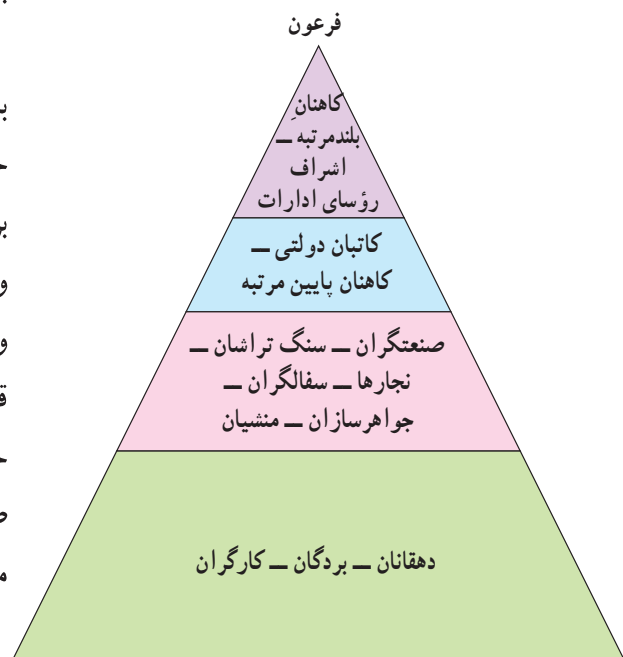 فرعون
کاهنانِ
بلندمرتبه ــ
اشراف
رؤسای ادارات
کاتبان دولتی ــ
کاهنان پایین مرتبه
صنعتگران ــ سنگ تراشان ــ
نجارها ــ سفالگران ــ
جواهرسازان ــ منشیان
دهقانان ــ بردگان ــ کارگران